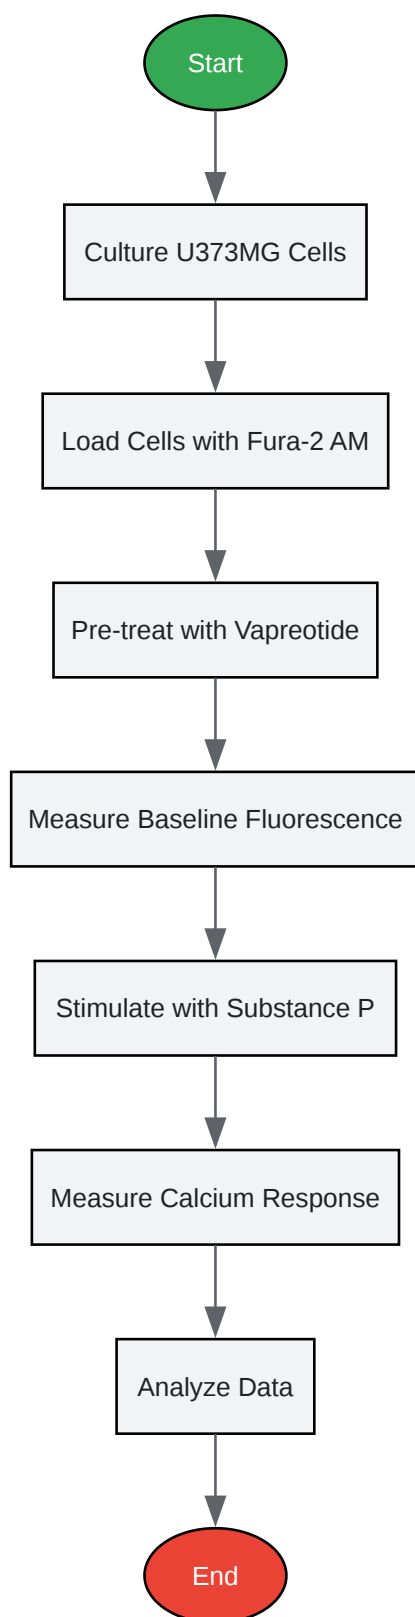 Start
Culture U373MG Cells
Load Cells with Fura-2 AM
Pre-treat with Vapreotide
Measure Baseline Fluorescence
Stimulate with Substance P
Measure Calcium Response
Analyze Data
End